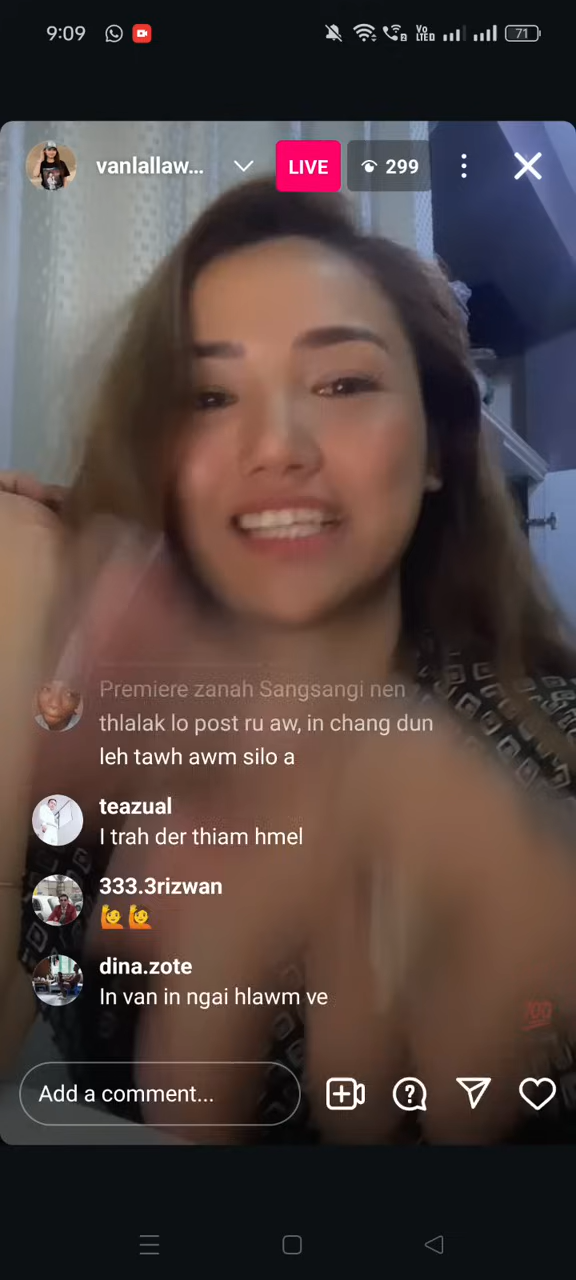 9:09
Vo
LTED
71
vanlallaw...
LIVE
299
Premiere zanah Sangsangi nen
thlalak lo post ru aw, in chang dun
leh tawh awm silo a
teazual
I trah der thiam hmel
333.3rizwan
🙋🙋
dina.zote
In van in ngai hlawm ve
💯
Add a comment...